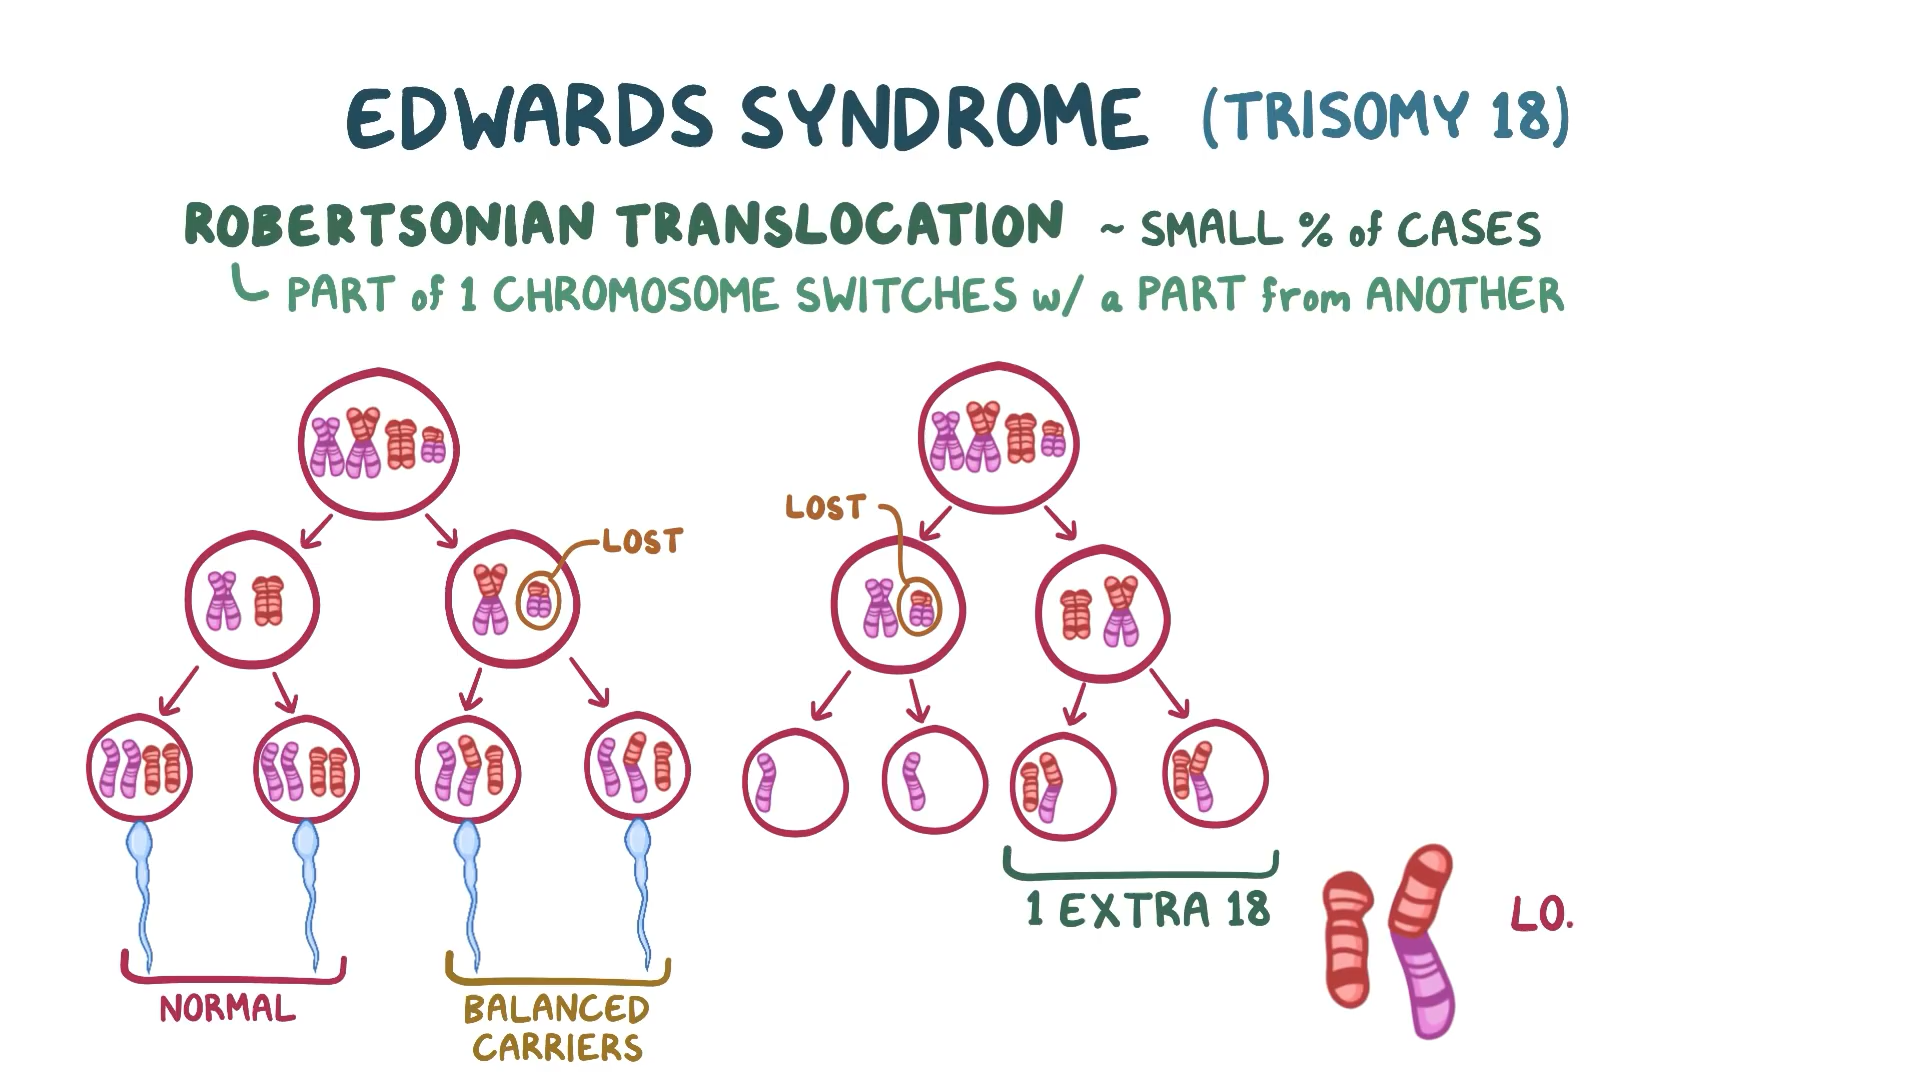 EDWARDS SYNDROME (TRISOMY 18)
ROBERTSONIAN TRANSLOCATION ~ SMALL % of CASES
PART of 1 CHROMOSOME SWITCHES w/ a PART from ANOTHER
LOST
LOST
1 EXTRA 18
LO.
NORMAL
BALANCED
CARRIERS